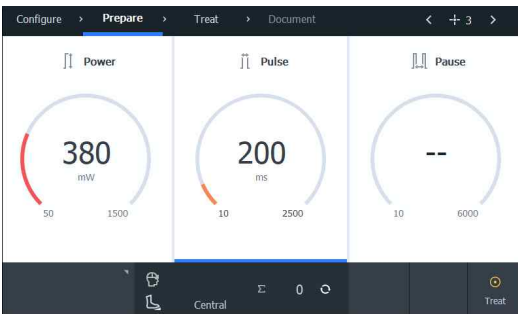 Configure > Prepare > Treat > Document < 3 >
Power
380
mW
50 1500
Pulse
200
ms
10 2500
Pause
--
10 6000
Σ 0
Central
Treat